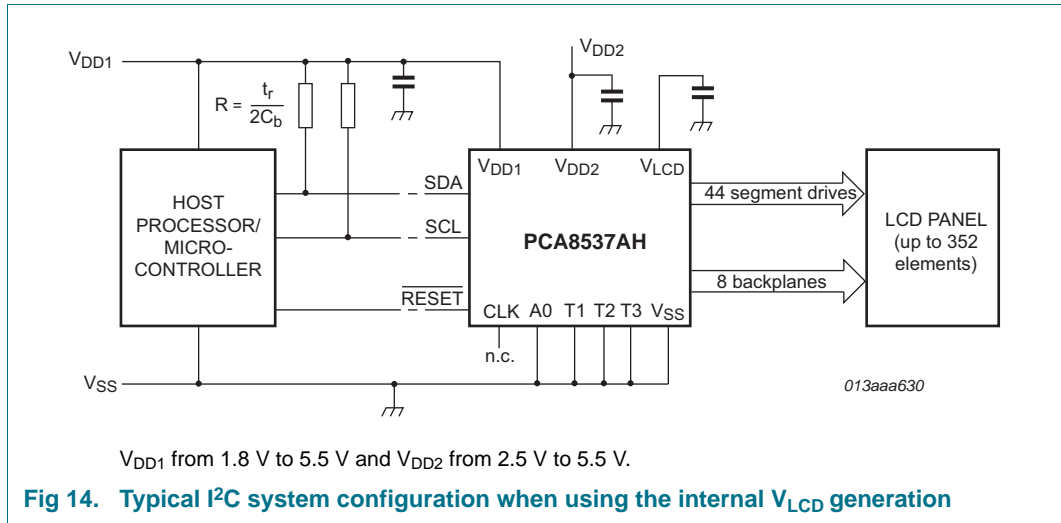 VDD1
VDD2
R = tr
2Cb
VDD1 VDD2 VLCD
SDA
44 segment drives
HOST
PROCESSOR/
MICRO-
CONTROLLER
SCL
PCA8537AH
LCD PANEL
(up to 352
elements)
8 backplanes
RESET
CLK A0 T1 T2 T3 VSS
n.c.
VSS
013aaa630
VDD1 from 1.8 V to 5.5 V and VDD2 from 2.5 V to 5.5 V.
Fig 14. Typical I2C system configuration when using the internal VLCD generation